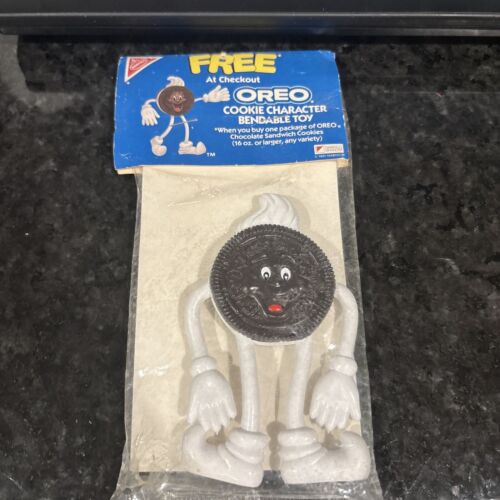 FREE*
At Checkout
OREO
COOKIE CHARACTER
BENDABLE TOY
*When you buy one package of OREO®
Chocolate Sandwich Cookies
(16 oz. or larger, any variety)
TM